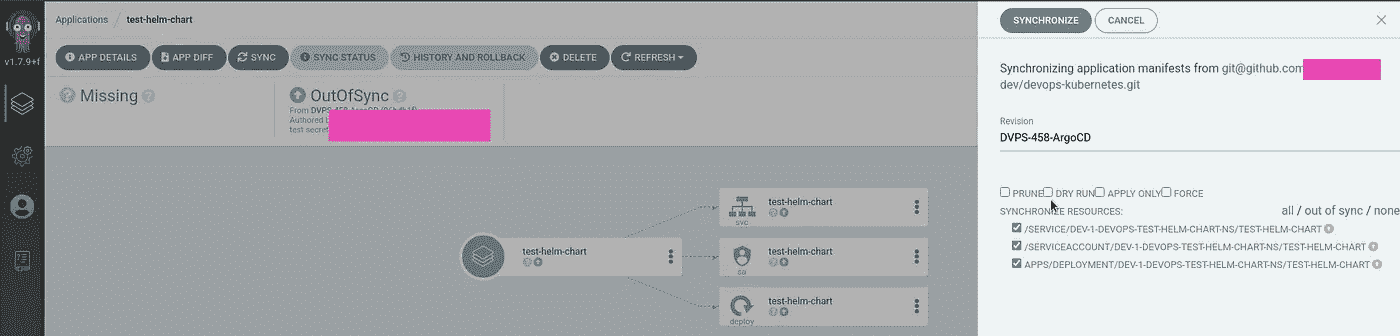 Applications / test-helm-chart
v1.7.9+f
APP DETAILS
APP DIFF
SYNC
SYNC STATUS
HISTORY AND ROLLBACK
DELETE
REFRESH
Missing
OutOfSync
From DVPS-458-ArgoCD
Authored
test secret
test-helm-chart
test-helm-chart
svc
test-helm-chart
sa
test-helm-chart
deploy
SYNCHRONIZE
CANCEL
Synchronizing application manifests from git@github.com
dev/devops-kubernetes.git
Revision
DVPS-458-ArgoCD
PRUNE DRY RUN APPLY ONLY FORCE
SYNCHRONIZE RESOURCES:
all / out of sync / none
/SERVICE/DEV-1-DEVOPS-TEST-HELM-CHART-NS/TEST-HELM-CHART
/SERVICEACCOUNT/DEV-1-DEVOPS-TEST-HELM-CHART-NS/TEST-HELM-CHART
APPS/DEPLOYMENT/DEV-1-DEVOPS-TEST-HELM-CHART-NS/TEST-HELM-CHART